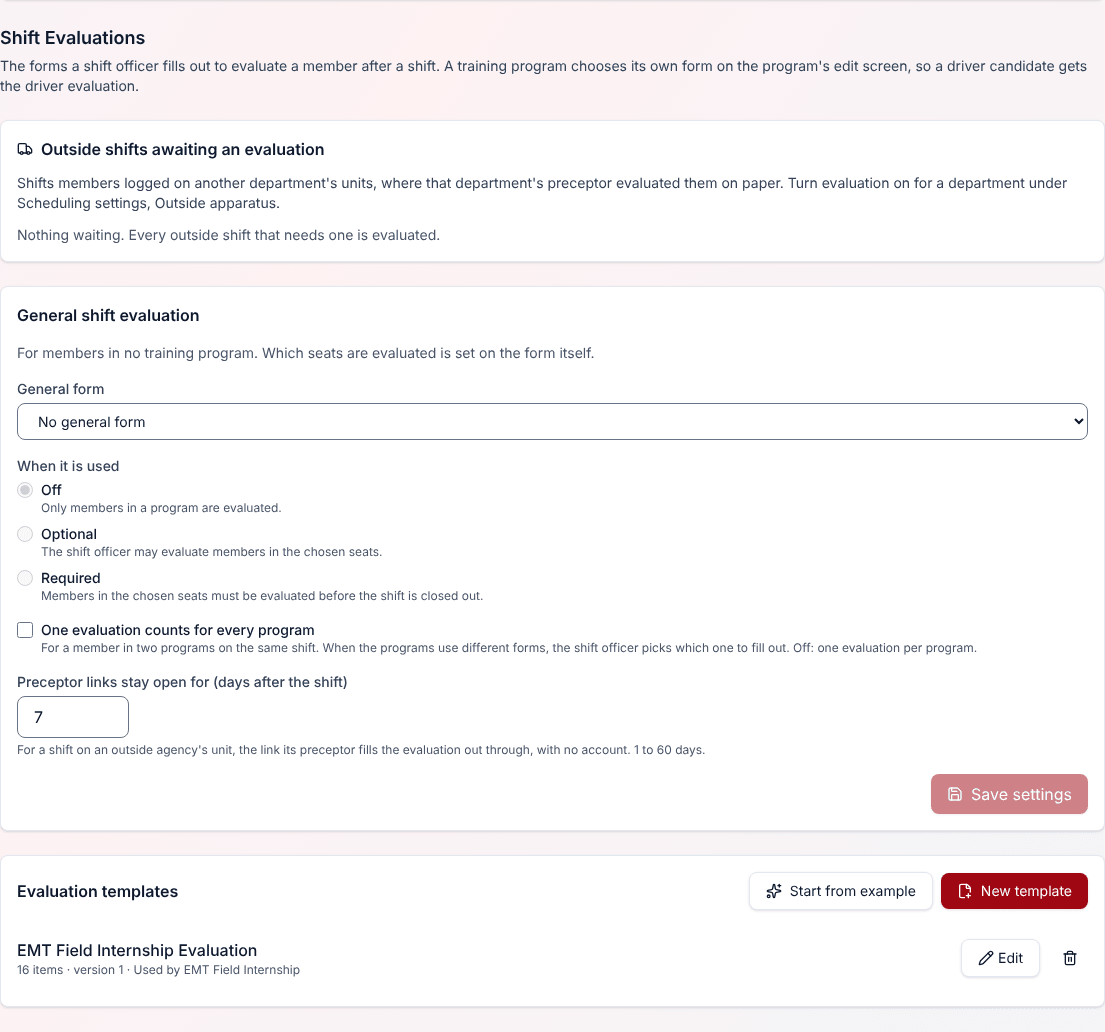 Shift Evaluations
The forms a shift officer fills out to evaluate a member after a shift. A training program chooses its own form on the program's edit screen, so a driver candidate gets
the driver evaluation.
Outside shifts awaiting an evaluation
Shifts members logged on another department's units, where that department's preceptor evaluated them on paper. Turn evaluation on for a department under
Scheduling settings, Outside apparatus.
Nothing waiting. Every outside shift that needs one is evaluated.
General shift evaluation
For members in no training program. Which seats are evaluated is set on the form itself.
General form
No general form
When it is used
Off
Only members in a program are evaluated.
Optional
The shift officer may evaluate members in the chosen seats.
Required
Members in the chosen seats must be evaluated before the shift is closed out.
One evaluation counts for every program
For a member in two programs on the same shift. When the programs use different forms, the shift officer picks which one to fill out. Off: one evaluation per program.
Preceptor links stay open for (days after the shift)
7
For a shift on an outside agency's unit, the link its preceptor fills the evaluation out through, with no account. 1 to 60 days.
Save settings
Evaluation templates
Start from example
New template
EMT Field Internship Evaluation
16 items · version 1 · Used by EMT Field Internship
Edit